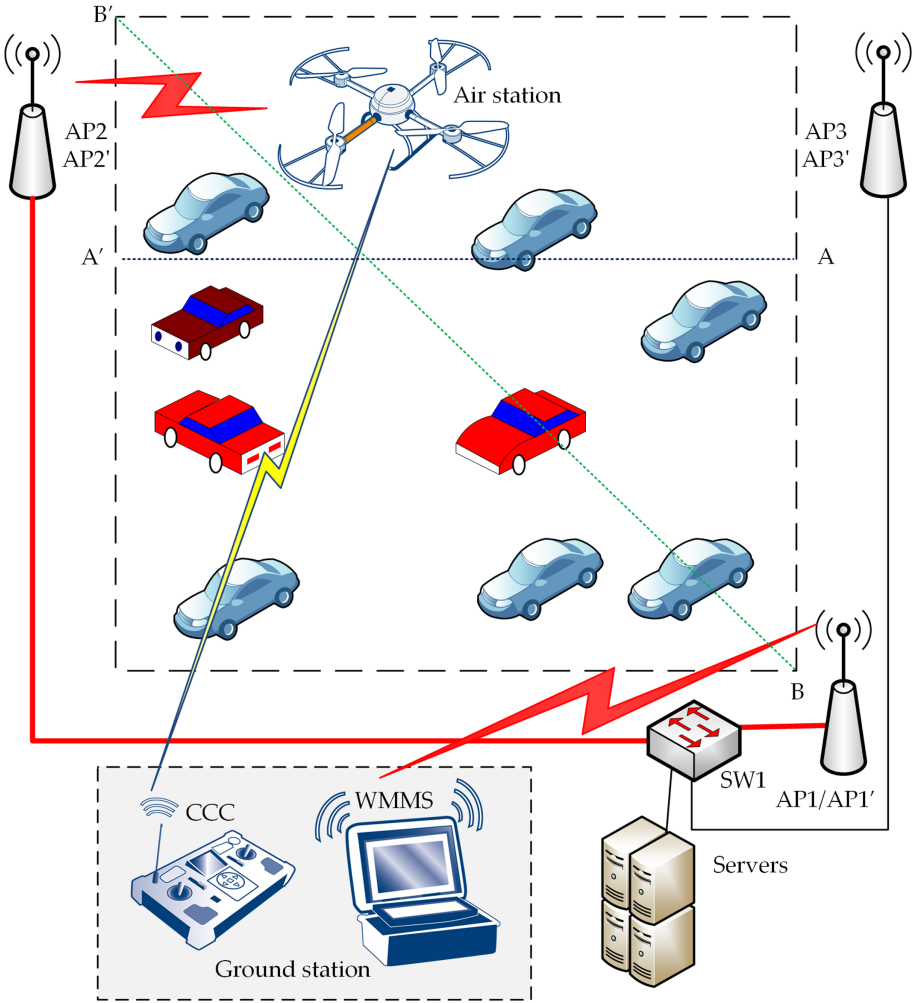 B′
Air station
AP2
AP2'
AP3
AP3'
A′
A
B
SW1
AP1/AP1′
CCC
WMMS
Servers
Ground station